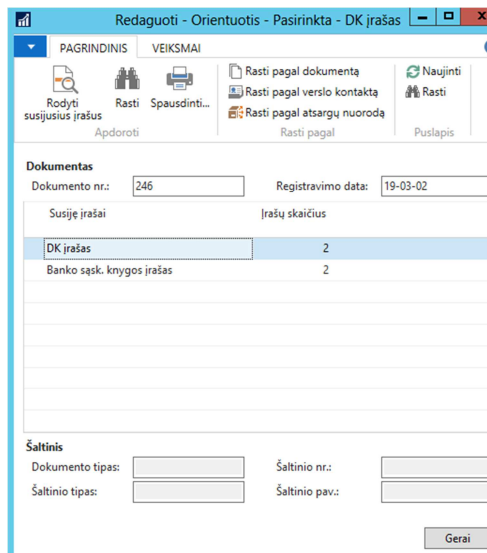 Redaguoti - Orientuotis - Pasirinkta - DK įrašas
PAGRINDINIS VEIKSMAI
Rodyti susijusius įrašus
Rasti
Spausdinti...
Apdoroti
Rasti pagal dokumentą
Rasti pagal verslo kontaktą
Rasti pagal atsargų nuorodą
Rasti pagal
Naujinti
Rasti
Puslapis
Dokumentas
Dokumento nr.: 246 Registravimo data: 19-03-02
Susiję įrašai Įrašų skaičius
DK įrašas 2
Banko sąsk. knygos įrašas 2
Šaltinis
Dokumento tipas: Šaltinio nr.:
Šaltinio tipas: Šaltinio pav.:
Gerai